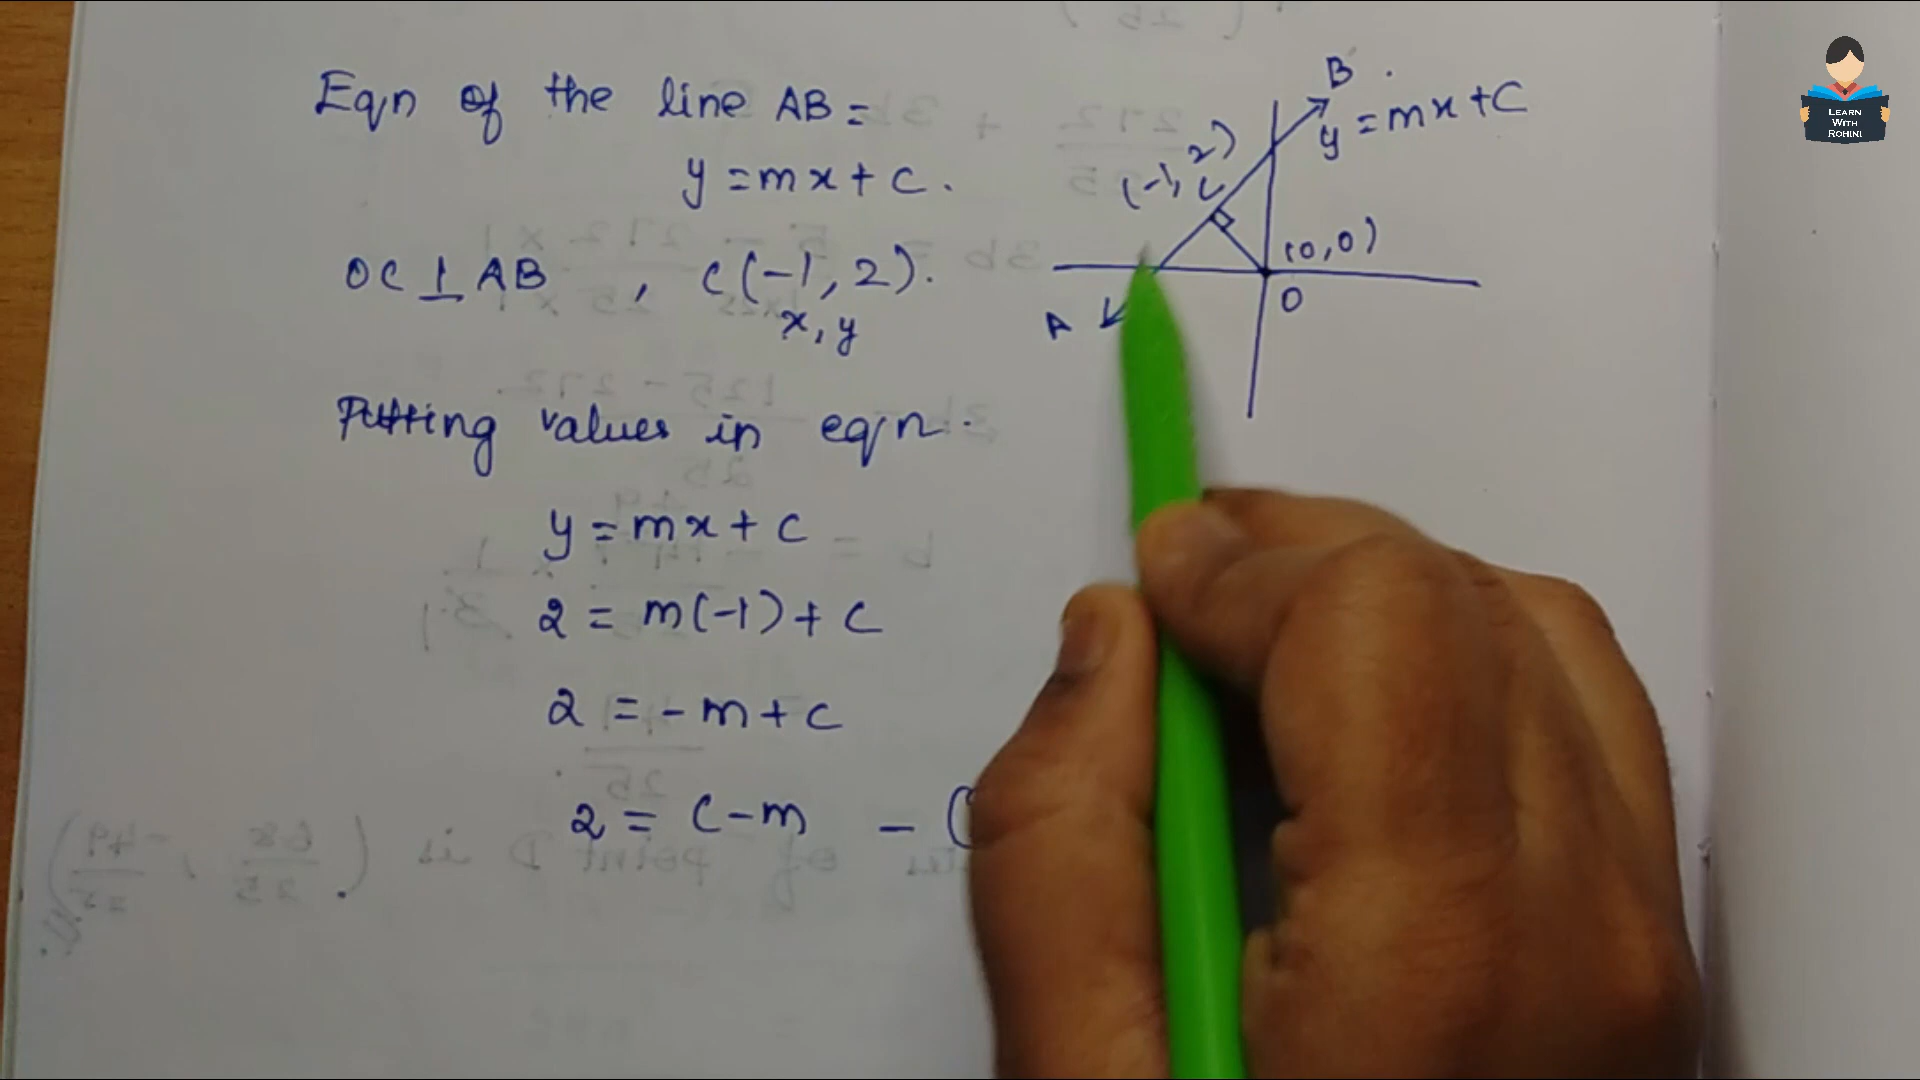 Eqn of the line AB =
y = mx + c.
OC ⊥ AB , C(-1, 2).
x, y
Putting values in eqn.
y = mx + c
2 = m(-1) + c
2 = -m + c
2 = c - m - (
B
y = mx + c
(-1, 2)
C
(0,0)
O
A
LEARN
WITH
ROHINI